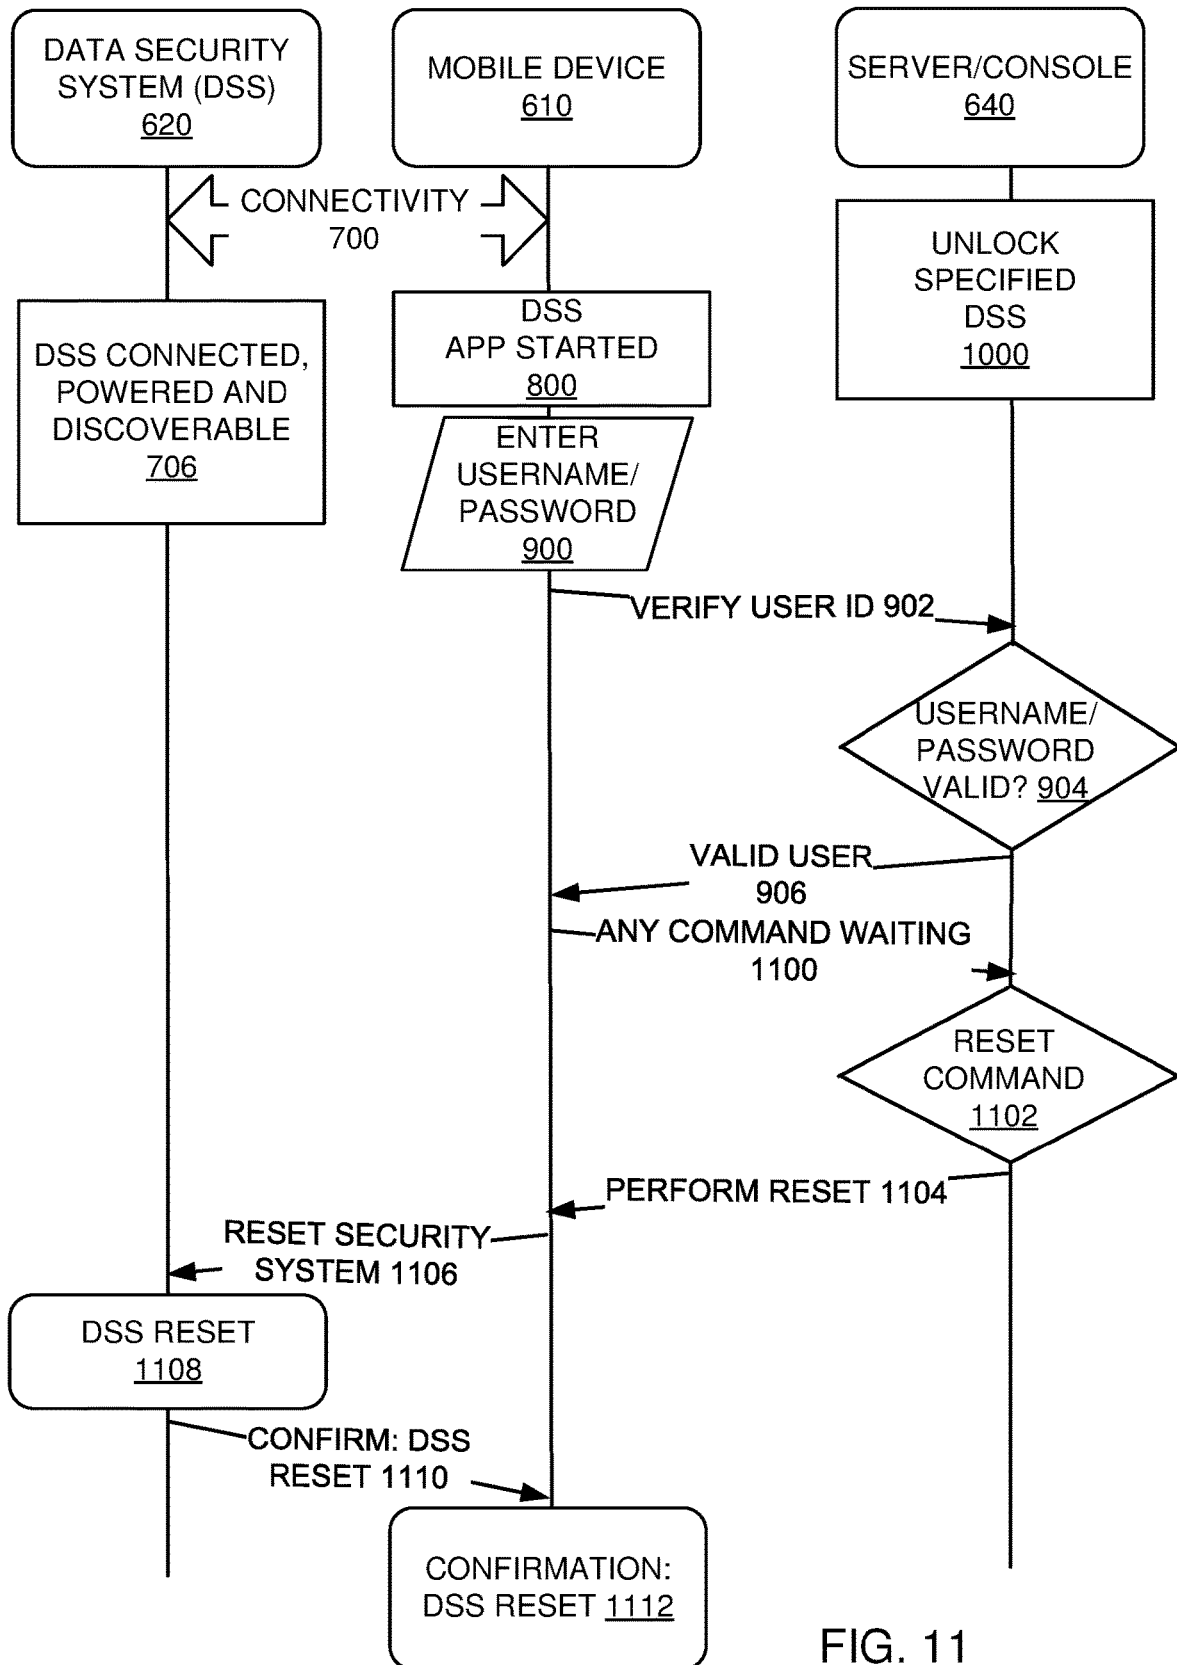 DATA SECURITY
SYSTEM (DSS)
620
MOBILE DEVICE
610
SERVER/CONSOLE
640
CONNECTIVITY
700
UNLOCK
SPECIFIED
DSS
1000
DSS CONNECTED,
POWERED AND
DISCOVERABLE
706
DSS
APP STARTED
800
ENTER
USERNAME/
PASSWORD
900
VERIFY USER ID 902
USERNAME/
PASSWORD
VALID? 904
VALID USER
906
ANY COMMAND WAITING
1100
RESET
COMMAND
1102
PERFORM RESET 1104
RESET SECURITY
SYSTEM 1106
DSS RESET
1108
CONFIRM: DSS
RESET 1110
CONFIRMATION:
DSS RESET 1112
FIG. 11